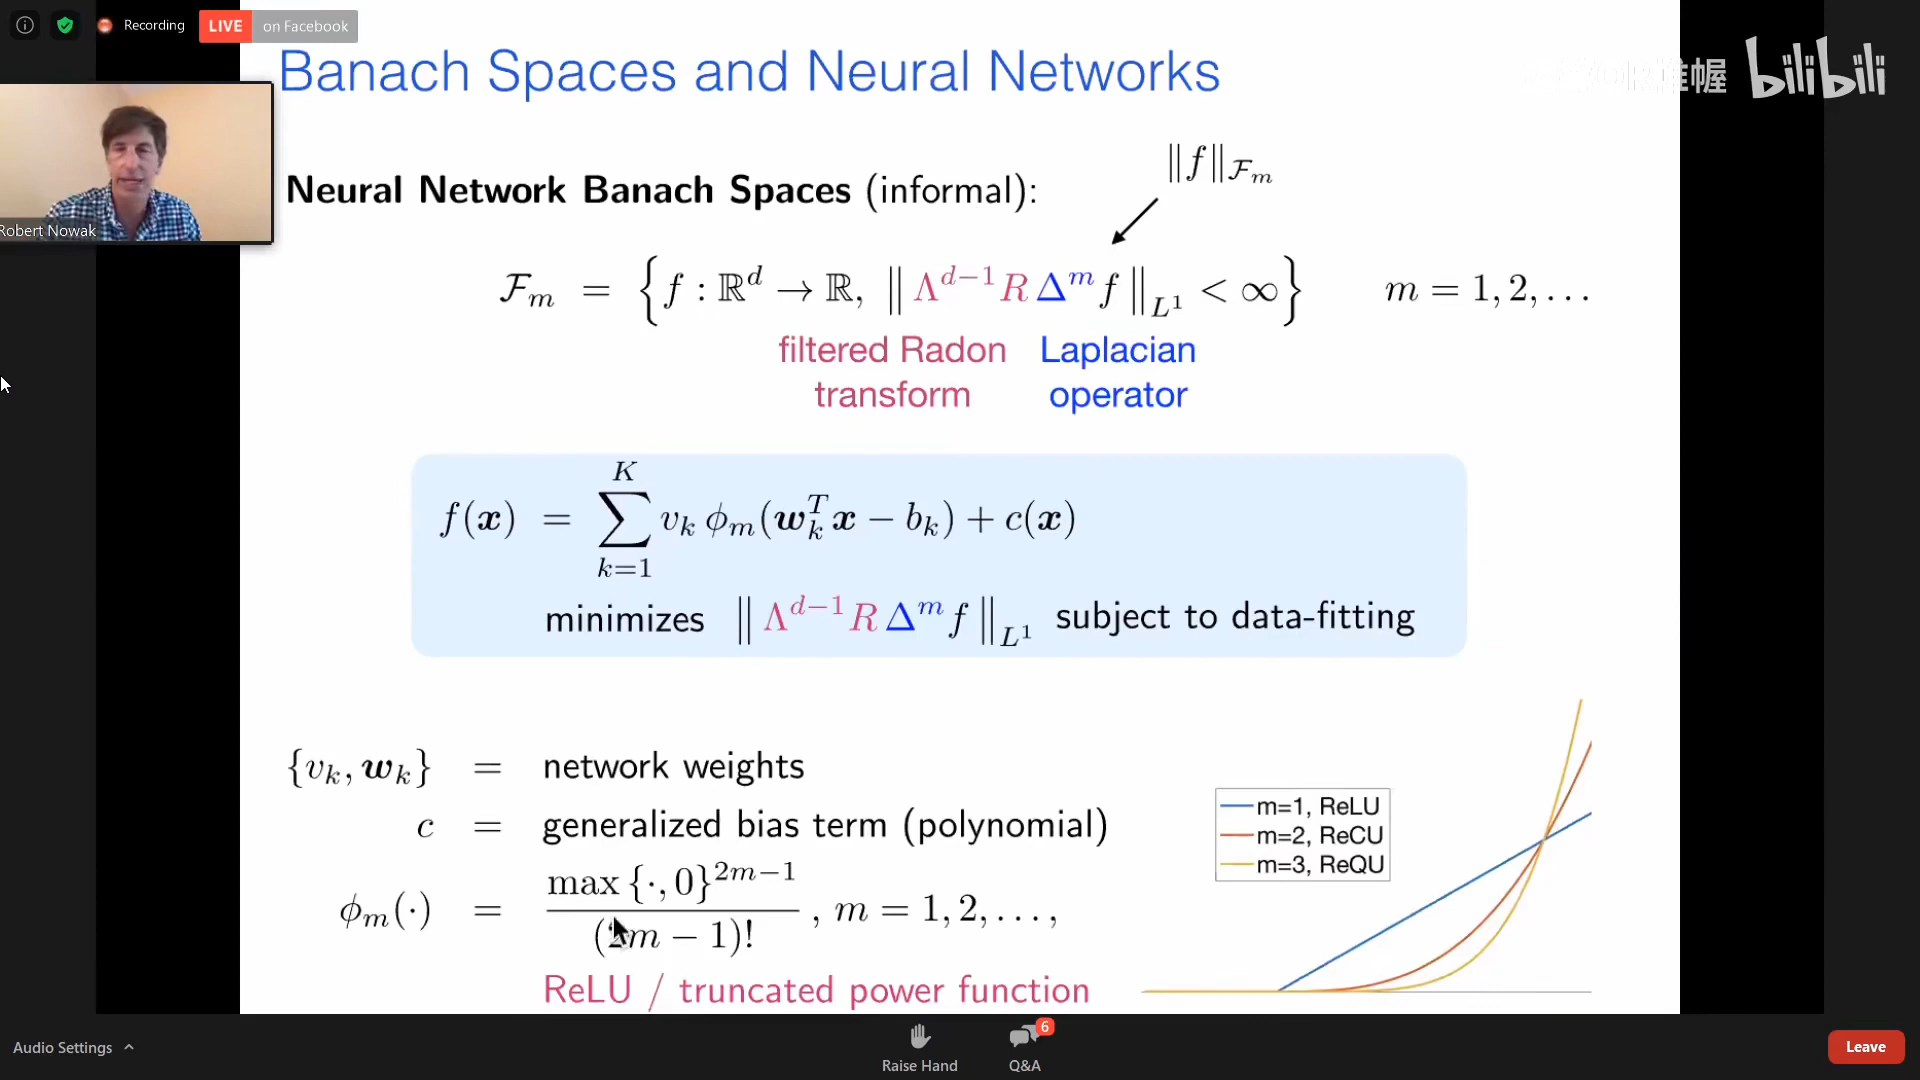 Recording LIVE on Facebook
Banach Spaces and Neural Networks
bilibili
Robert Nowak
Neural Network Banach Spaces (informal):
‖f‖_{ℱ_m}
ℱ_m = {f : ℝ^d → ℝ, ‖Λ^{d−1} R Δ^m f‖_{L^1} < ∞} m = 1, 2, …
filtered Radon transform
Laplacian operator
f(x) = ∑_{k=1}^{K} v_k ϕ_m(w_k^T x − b_k) + c(x)
minimizes ‖Λ^{d−1} R Δ^m f‖_{L^1} subject to data-fitting
{v_k, w_k} = network weights
c = generalized bias term (polynomial)
ϕ_m(·) = max {·, 0}^{2m−1} / (2m − 1)! , m = 1, 2, …,
ReLU / truncated power function
m=1, ReLU
m=2, ReCU
m=3, ReQU
Audio Settings
Raise Hand
Q&A
6
Leave